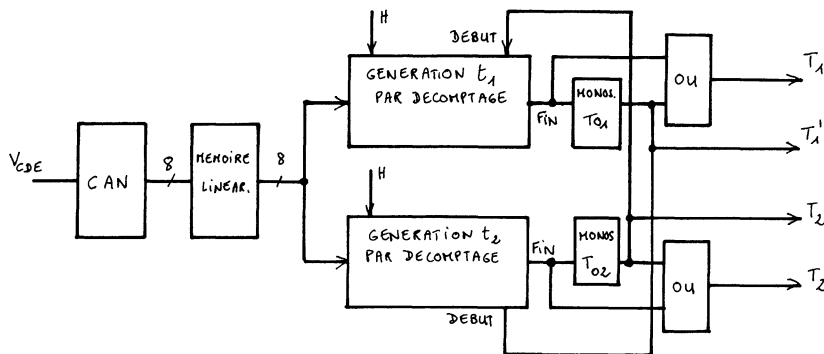 H
DEBUT
GENERATION t₁
PAR DECOMPTAGE
FIN
MONOS.
T₀₁
OU
T₁
T₁'
V_CDE
CAN
8
MEMOIRE
LINEAR.
8
H
GENERATION t₂
PAR DECOMPTAGE
FIN
MONOS
T₀₂
OU
T₂
T₂
DEBUT